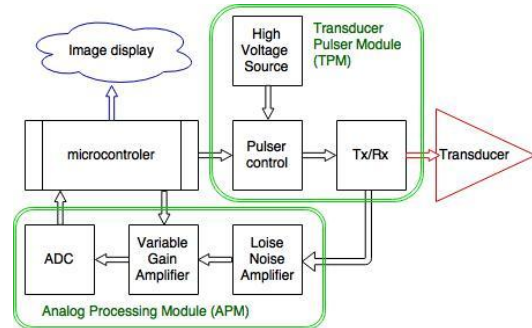 Image display
High
Voltage
Source
Transducer
Pulser Module
(TPM)
microcontroler
Pulser
control
Tx/Rx
Transducer
ADC
Variable
Gain
Amplifier
Loise
Noise
Amplifier
Analog Processing Module (APM)